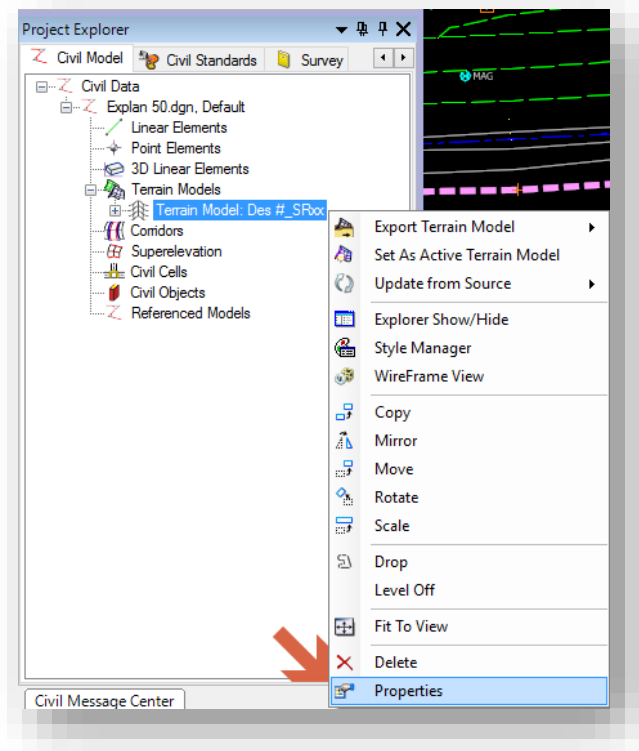 Project Explorer
Civil Model
Civil Standards
Survey
MAG
Civil Data
Explan 50.dgn, Default
Linear Elements
Point Elements
3D Linear Elements
Terrain Models
Terrain Model: Des #_SRxx
Corridors
Superelevation
Civil Cells
Civil Objects
Referenced Models
Export Terrain Model
Set As Active Terrain Model
Update from Source
Explorer Show/Hide
Style Manager
WireFrame View
Copy
Mirror
Move
Rotate
Scale
Drop
Level Off
Fit To View
Delete
Properties
Civil Message Center